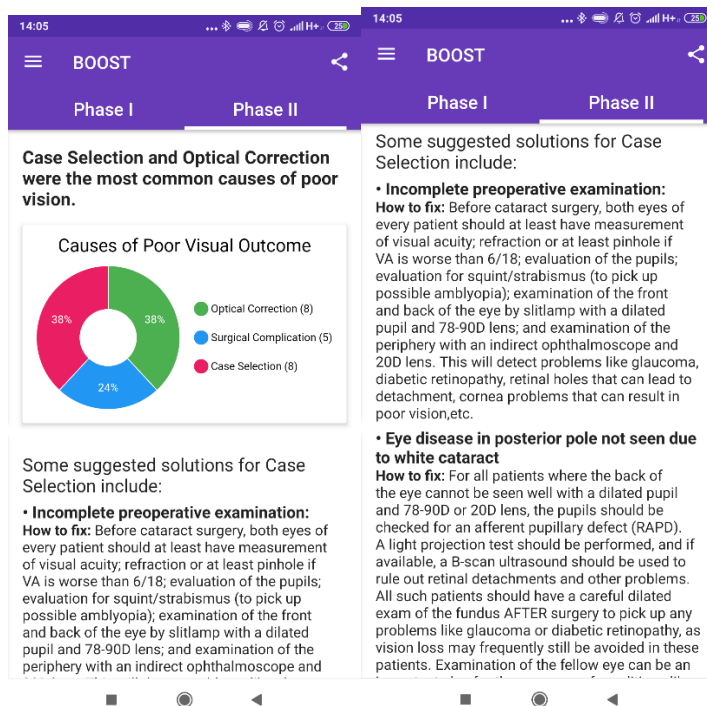 14:05
... H+ 25
BOOST
Phase I Phase II
Case Selection and Optical Correction
were the most common causes of poor
vision.
Causes of Poor Visual Outcome
38%
38%
24%
Optical Correction (8)
Surgical Complication (5)
Case Selection (8)
Some suggested solutions for Case
Selection include:
• Incomplete preoperative examination:
How to fix: Before cataract surgery, both eyes of
every patient should at least have measurement
of visual acuity; refraction or at least pinhole if
VA is worse than 6/18; evaluation of the pupils;
evaluation for squint/strabismus (to pick up
possible amblyopia); examination of the front
and back of the eye by slitlamp with a dilated
pupil and 78-90D lens; and examination of the
periphery with an indirect ophthalmoscope and
14:05
... H+ 25
BOOST
Phase I Phase II
Some suggested solutions for Case
Selection include:
• Incomplete preoperative examination:
How to fix: Before cataract surgery, both eyes of
every patient should at least have measurement
of visual acuity; refraction or at least pinhole if
VA is worse than 6/18; evaluation of the pupils;
evaluation for squint/strabismus (to pick up
possible amblyopia); examination of the front
and back of the eye by slitlamp with a dilated
pupil and 78-90D lens; and examination of the
periphery with an indirect ophthalmoscope and
20D lens. This will detect problems like glaucoma,
diabetic retinopathy, retinal holes that can lead to
detachment, cornea problems that can result in
poor vision,etc.
• Eye disease in posterior pole not seen due
to white cataract
How to fix: For all patients where the back of
the eye cannot be seen well with a dilated pupil
and 78-90D or 20D lens, the pupils should be
checked for an afferent pupillary defect (RAPD).
A light projection test should be performed, and if
available, a B-scan ultrasound should be used to
rule out retinal detachments and other problems.
All such patients should have a careful dilated
exam of the fundus AFTER surgery to pick up any
problems like glaucoma or diabetic retinopathy, as
vision loss may frequently still be avoided in these
patients. Examination of the fellow eye can be an